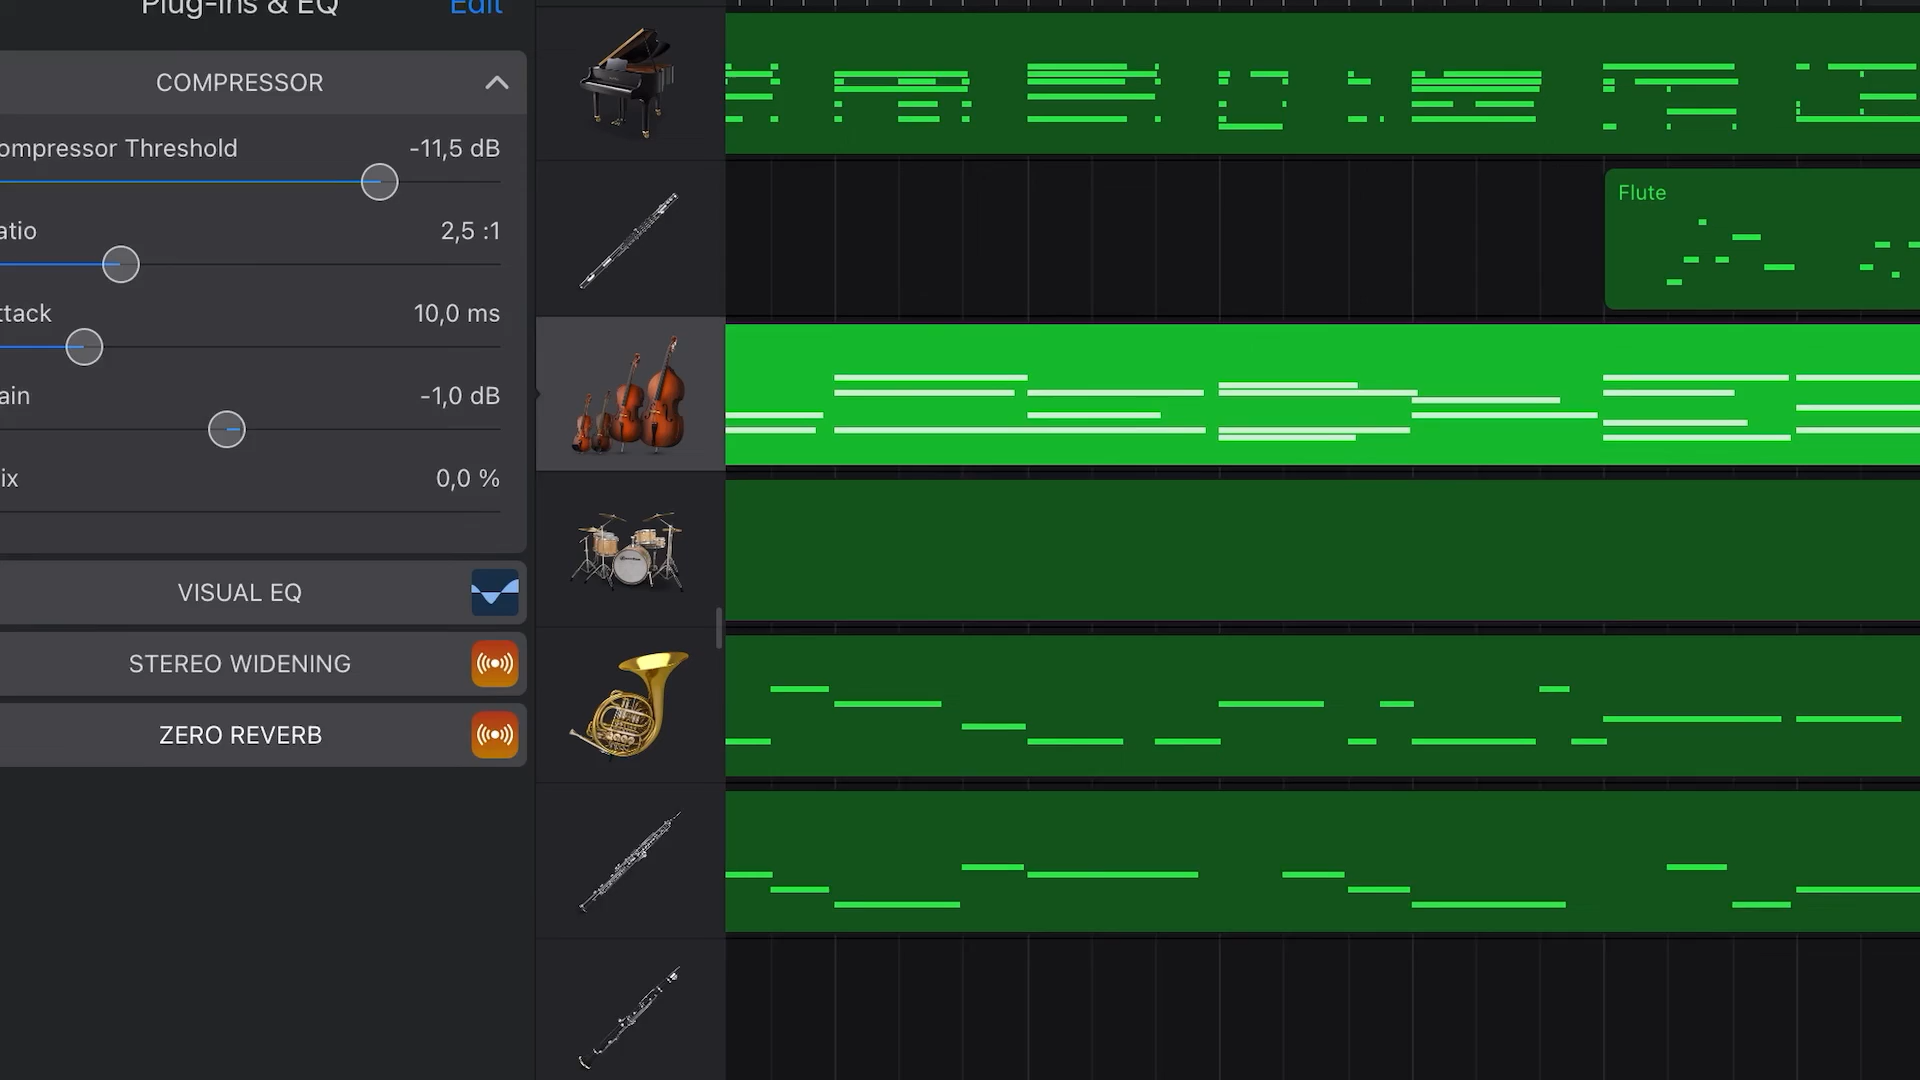 Plug-ins & EQ Edit
COMPRESSOR
ompressor Threshold -11,5 dB
atio 2,5 :1
ttack 10,0 ms
ain -1,0 dB
ix 0,0 %
VISUAL EQ
STEREO WIDENING
ZERO REVERB
Flute